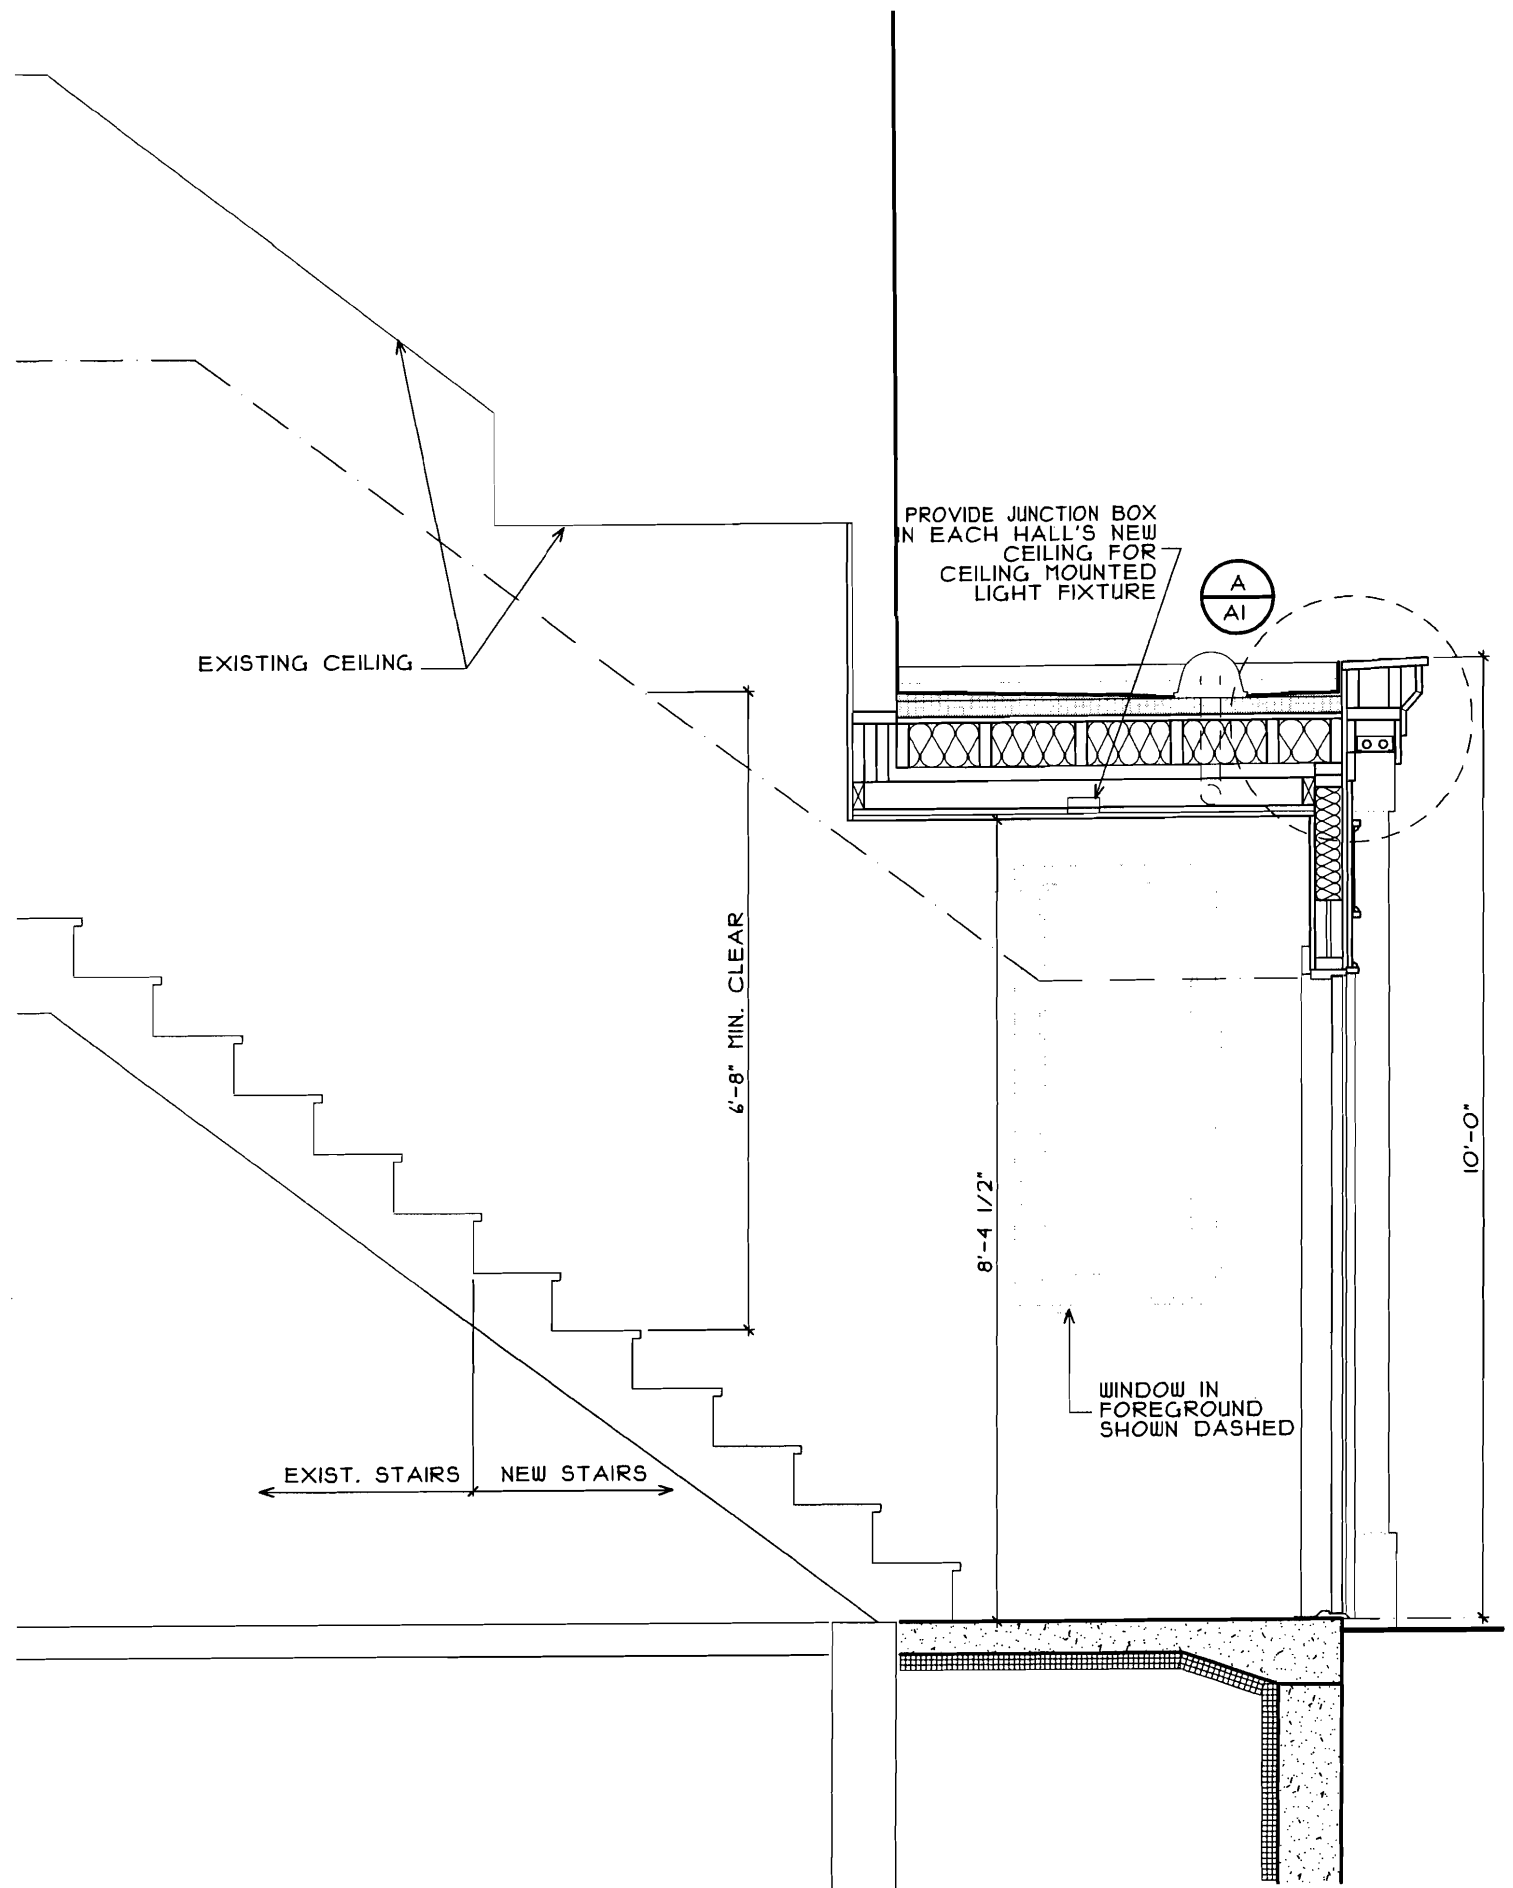 PROVIDE JUNCTION BOX
IN EACH HALL'S NEW
CEILING FOR
CEILING MOUNTED
LIGHT FIXTURE
A
A1
EXISTING CEILING
6'-8" MIN. CLEAR
8'-4 1/2"
10'-0"
WINDOW IN
FOREGROUND
SHOWN DASHED
EXIST. STAIRS
NEW STAIRS